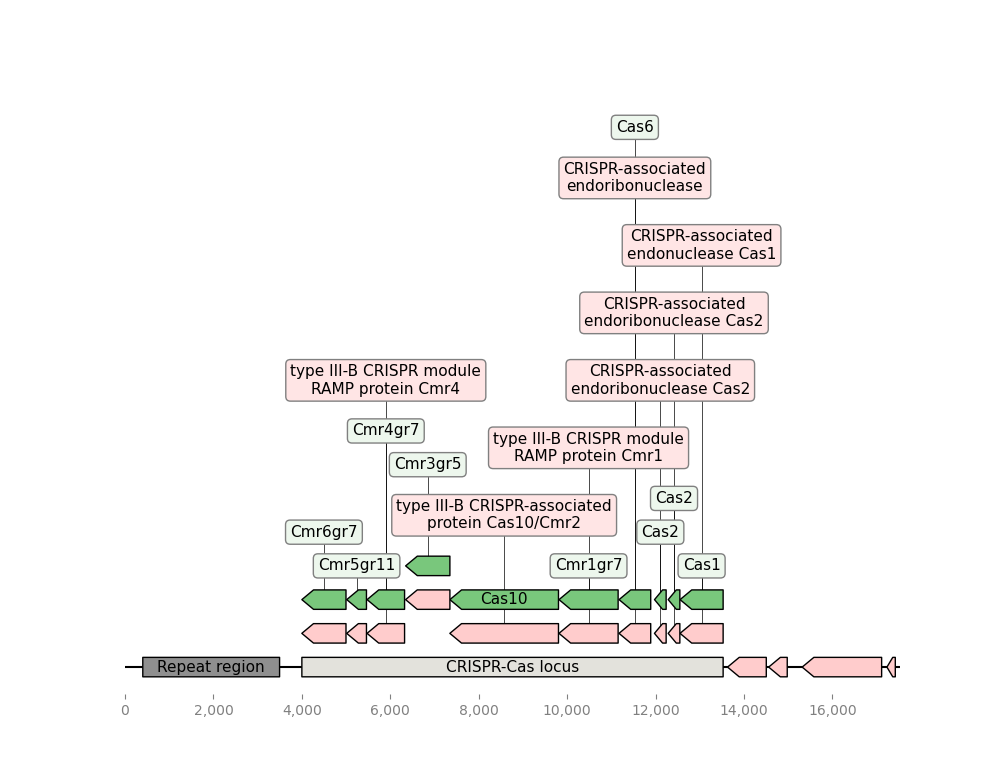 Cas6
CRISPR-associated
endoribonuclease
CRISPR-associated
endonuclease Cas1
CRISPR-associated
endoribonuclease Cas2
type III-B CRISPR module
RAMP protein Cmr4
CRISPR-associated
endoribonuclease Cas2
Cmr4gr7
type III-B CRISPR module
RAMP protein Cmr1
Cmr3gr5
Cas2
type III-B CRISPR-associated
protein Cas10/Cmr2
Cmr6gr7
Cas2
Cmr5gr11
Cmr1gr7
Cas1
Cas10
Repeat region
CRISPR-Cas locus
0 2,000 4,000 6,000 8,000 10,000 12,000 14,000 16,000